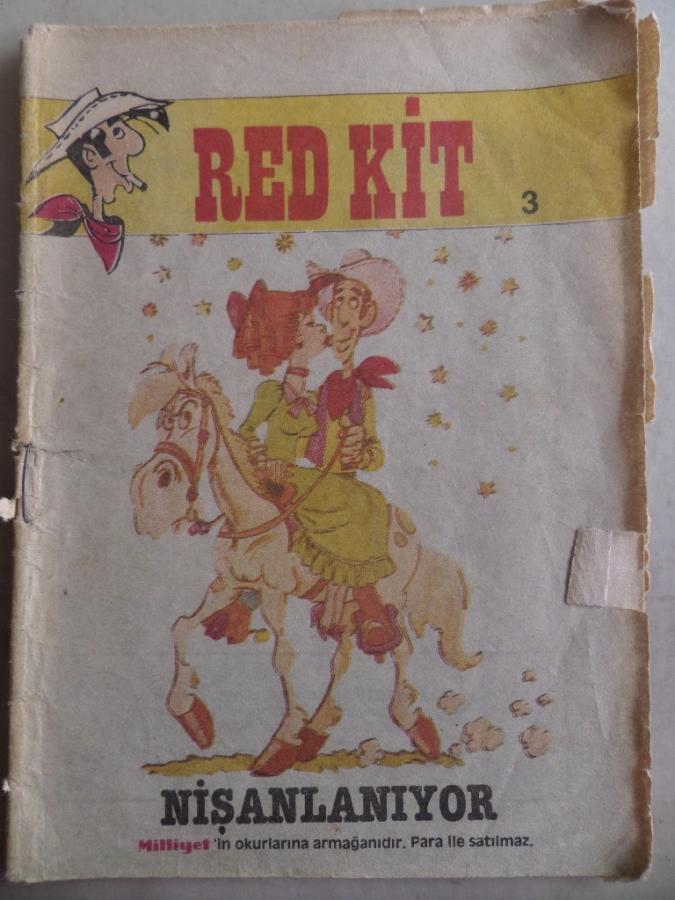 RED KİT
3
NİŞANLANIYOR
Milliyet 'in okurlarına armağanıdır. Para ile satılmaz.